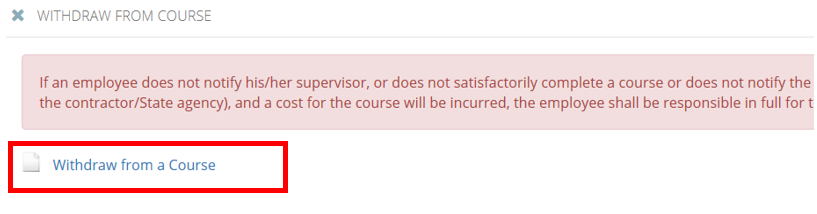 WITHDRAW FROM COURSE
If an employee does not notify his/her supervisor, or does not satisfactorily complete a course or does not notify the
the contractor/State agency), and a cost for the course will be incurred, the employee shall be responsible in full for
Withdraw from a Course